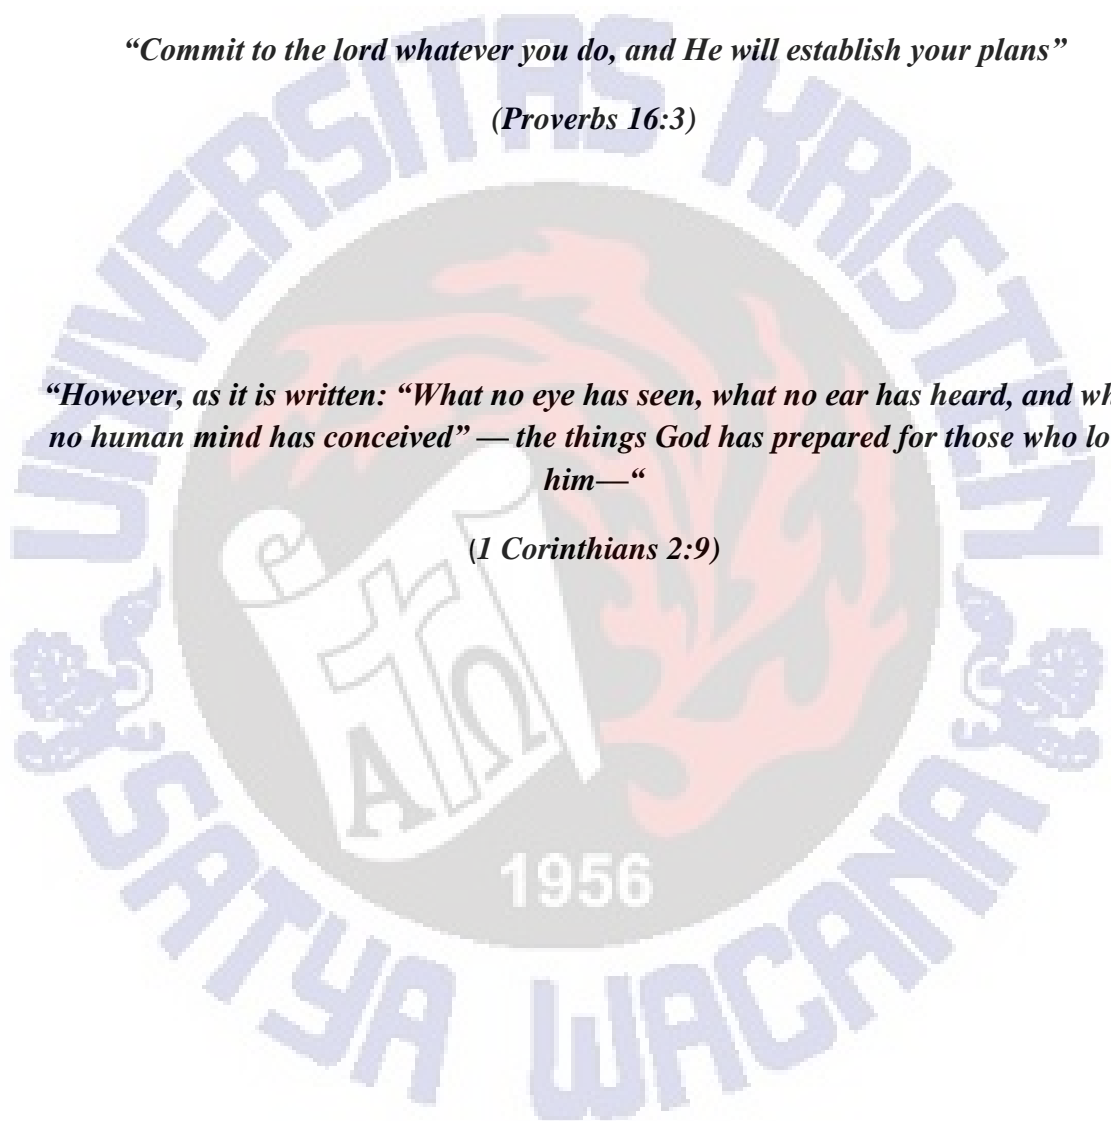 “Commit to the lord whatever you do, and He will establish your plans”
(Proverbs 16:3)
“However, as it is written: “What no eye has seen, what no ear has heard, and
no human mind has conceived” — the things God has prepared for those who
him—“
(1 Corinthians 2:9)
UNIVERSITAS KRISTEN
ΑΩ
1956
SATYA WACANA